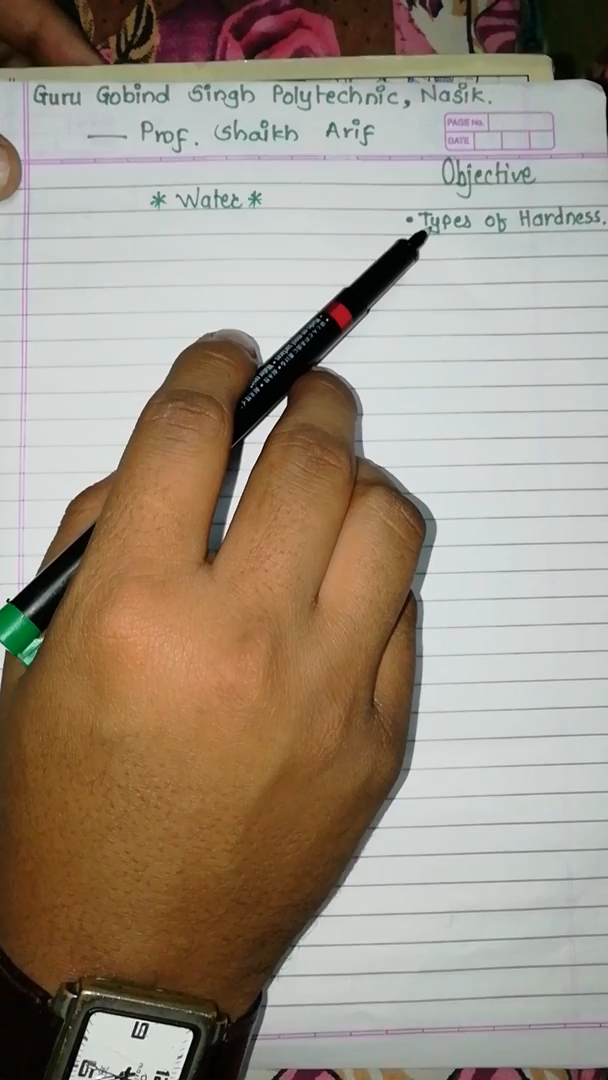 Guru Gobind Singh Polytechnic, Nasik.
— Prof. Shaikh Arif
PAGE No.
DATE
Objective
* Water *
• Types of Hardness.